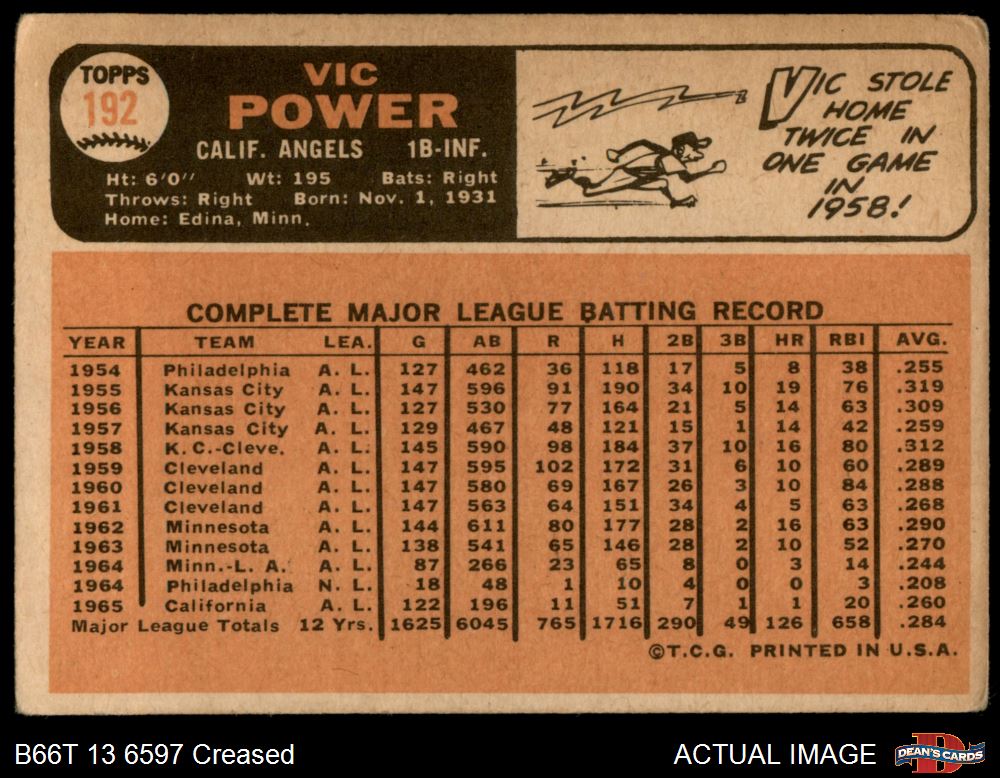 TOPPS
192
VIC
POWER
CALIF. ANGELS 1B-INF.
Ht: 6'0" Wt: 195 Bats: Right
Throws: Right Born: Nov. 1, 1931
Home: Edina, Minn.
VIC STOLE
HOME
TWICE IN
ONE GAME
IN
1958!
COMPLETE MAJOR LEAGUE BATTING RECORD
YEAR TEAM LEA. G AB R H 2B 3B HR RBI AVG.
1954 Philadelphia A. L. 127 462 36 118 17 5 8 38 .255
1955 Kansas City A. L. 147 596 91 190 34 10 19 76 .319
1956 Kansas City A. L. 127 530 77 164 21 5 14 63 .309
1957 Kansas City A. L. 129 467 48 121 15 1 14 42 .259
1958 K. C.-Cleve. A. L. 145 590 98 184 37 10 16 80 .312
1959 Cleveland A. L. 147 595 102 172 31 6 10 60 .289
1960 Cleveland A. L. 147 580 69 167 26 3 10 84 .288
1961 Cleveland A. L. 147 563 64 151 34 4 5 63 .268
1962 Minnesota A. L. 144 611 80 177 28 2 16 63 .290
1963 Minnesota A. L. 138 541 65 146 28 2 10 52 .270
1964 Minn.-L. A. A. L. 87 266 23 65 8 0 3 14 .244
1964 Philadelphia N. L. 18 48 1 10 4 0 0 3 .208
1965 California A. L. 122 196 11 51 7 1 1 20 .260
Major League Totals 12 Yrs. 1625 6045 765 1716 290 49 126 658 .284
©T.C.G. PRINTED IN U.S.A.
B66T 13 6597 Creased
ACTUAL IMAGE
DEAN'S CARDS